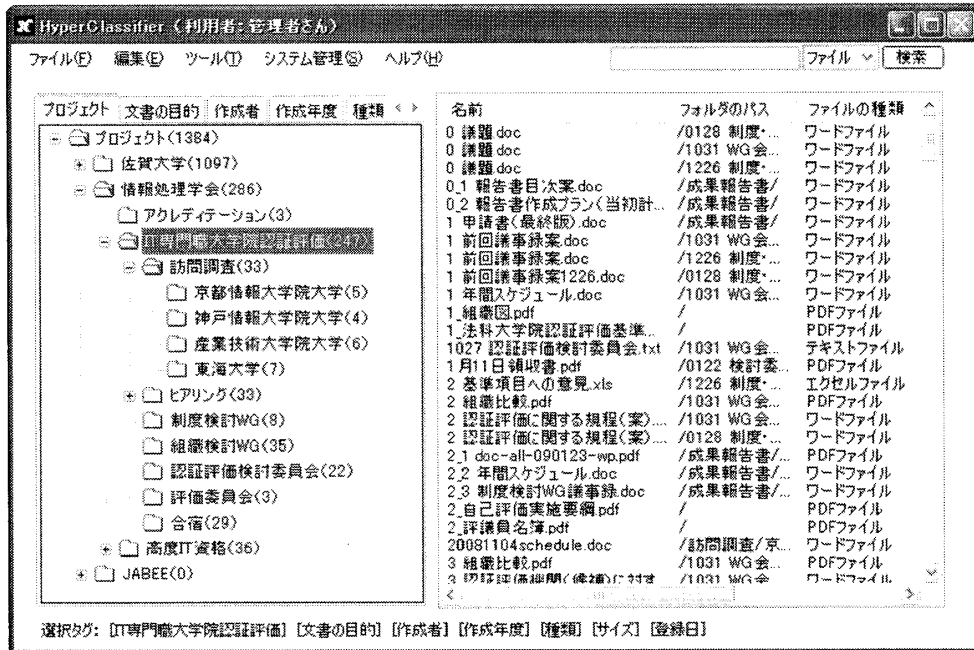 HyperClassifier (利用者:管理者さん)
ファイル(F) 編集(E) ツール(T) システム管理(S) ヘルプ(H) ファイル 検索
プロジェクト 文書の目的 作成者 作成年度 種類
プロジェクト(1384)
佐賀大学(1097)
情報処理学会(286)
アクレディテーション(3)
IT専門職大学院認証評価(247)
訪問調査(33)
京都情報大学院大学(5)
神戸情報大学院大学(4)
産業技術大学院大学(6)
東海大学(7)
ヒアリング(33)
制度検討WG(8)
組織検討WG(35)
認証評価検討委員会(22)
評価委員会(3)
合宿(29)
高度IT資格(36)
JABEE(0)
名前 フォルダのパス ファイルの種類
0 議題.doc /0128 制度・... ワードファイル
0 議題.doc /1031 WG会... ワードファイル
0 議題.doc /1226 制度・... ワードファイル
0_1 報告書目次案.doc /成果報告書/ ワードファイル
0_2 報告書作成プラン(当初計... /成果報告書/ ワードファイル
1 申請書(最終版).doc /成果報告書/ ワードファイル
1 前回議事録案.doc /1031 WG会... ワードファイル
1 前回議事録案.doc /1226 制度・... ワードファイル
1 前回議事録案1226.doc /0128 制度・... ワードファイル
1 年間スケジュール.doc /1031 WG会... ワードファイル
1_組織図.pdf / PDFファイル
1_法科大学院認証評価基準... / PDFファイル
1027 認証評価検討委員会.txt /1031 WG会... テキストファイル
1月11日領収書.pdf /0122 検討委... PDFファイル
2 基準項目への意見.xls /1226 制度・... エクセルファイル
2 組織比較.pdf /1031 WG会... PDFファイル
2 認証評価に関する規程(案).... /1031 WG会... ワードファイル
2 認証評価に関する規程(案).... /0128 制度・... ワードファイル
2_1 doc-all-090123-wp.pdf /成果報告書/... PDFファイル
2_2 年間スケジュール.doc /成果報告書/... ワードファイル
2_3 制度検討WG議事録.doc /成果報告書/... ワードファイル
2_自己評価実施要綱.pdf / PDFファイル
2_評議員名簿.pdf / PDFファイル
20081104schedule.doc /訪問調査/京... ワードファイル
3 組織比較.pdf /1031 WG会... PDFファイル
3 認証評価機関(候補)に対す /1031 WG会 ワードファイル
選択タグ: [IT専門職大学院認証評価] [文書の目的] [作成者] [作成年度] [種類] [サイズ] [登録日]